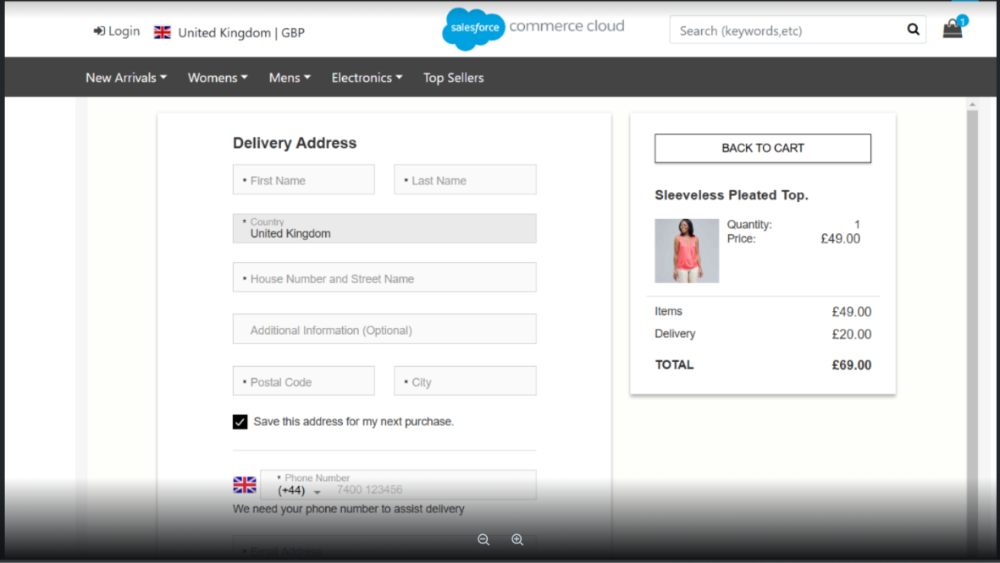 Login
United Kingdom | GBP
salesforce
commerce cloud
Search (keywords,etc)
1
New Arrivals
Womens
Mens
Electronics
Top Sellers
Delivery Address
* First Name
* Last Name
* Country
United Kingdom
* House Number and Street Name
Additional Information (Optional)
* Postal Code
* City
Save this address for my next purchase.
* Phone Number
(+44) 7400 123456
We need your phone number to assist delivery
* Email Address
BACK TO CART
Sleeveless Pleated Top.
Quantity: 1
Price: £49.00
Items £49.00
Delivery £20.00
TOTAL £69.00